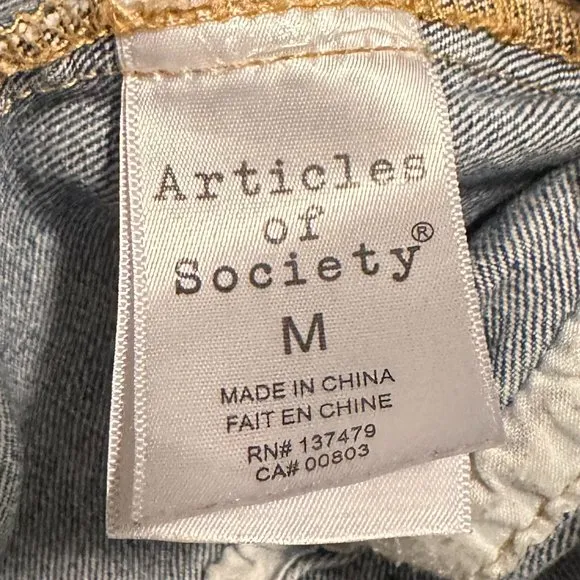 Articles
of
Society®
M
MADE IN CHINA
FAIT EN CHINE
RN# 137479
CA# 00803